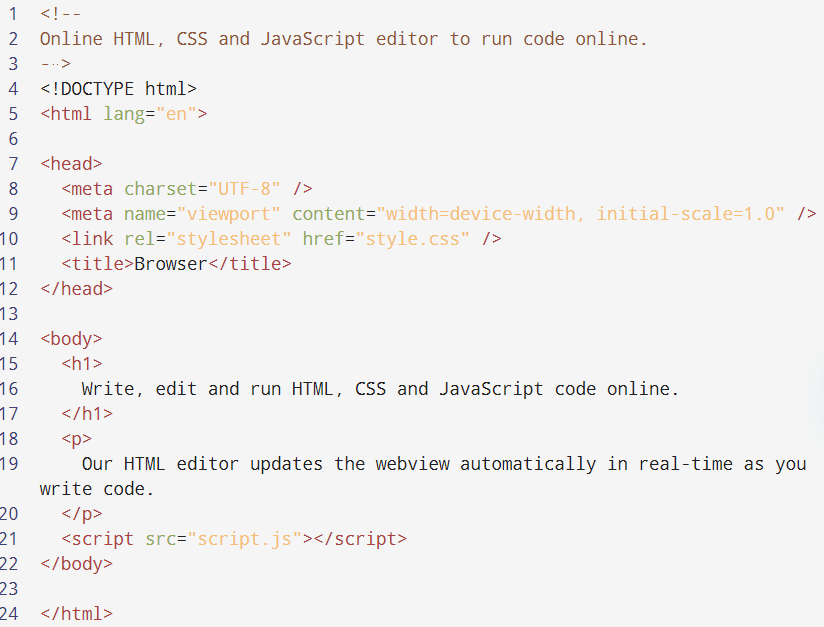 1 <!--
2 Online HTML, CSS and JavaScript editor to run code online.
3 -->
4 <!DOCTYPE html>
5 <html lang="en">
6
7 <head>
8   <meta charset="UTF-8" />
9   <meta name="viewport" content="width=device-width, initial-scale=1.0" />
10   <link rel="stylesheet" href="style.css" />
11   <title>Browser</title>
12 </head>
13
14 <body>
15   <h1>
16     Write, edit and run HTML, CSS and JavaScript code online.
17   </h1>
18   <p>
19     Our HTML editor updates the webview automatically in real-time as you
write code.
20   </p>
21   <script src="script.js"></script>
22 </body>
23
24 </html>